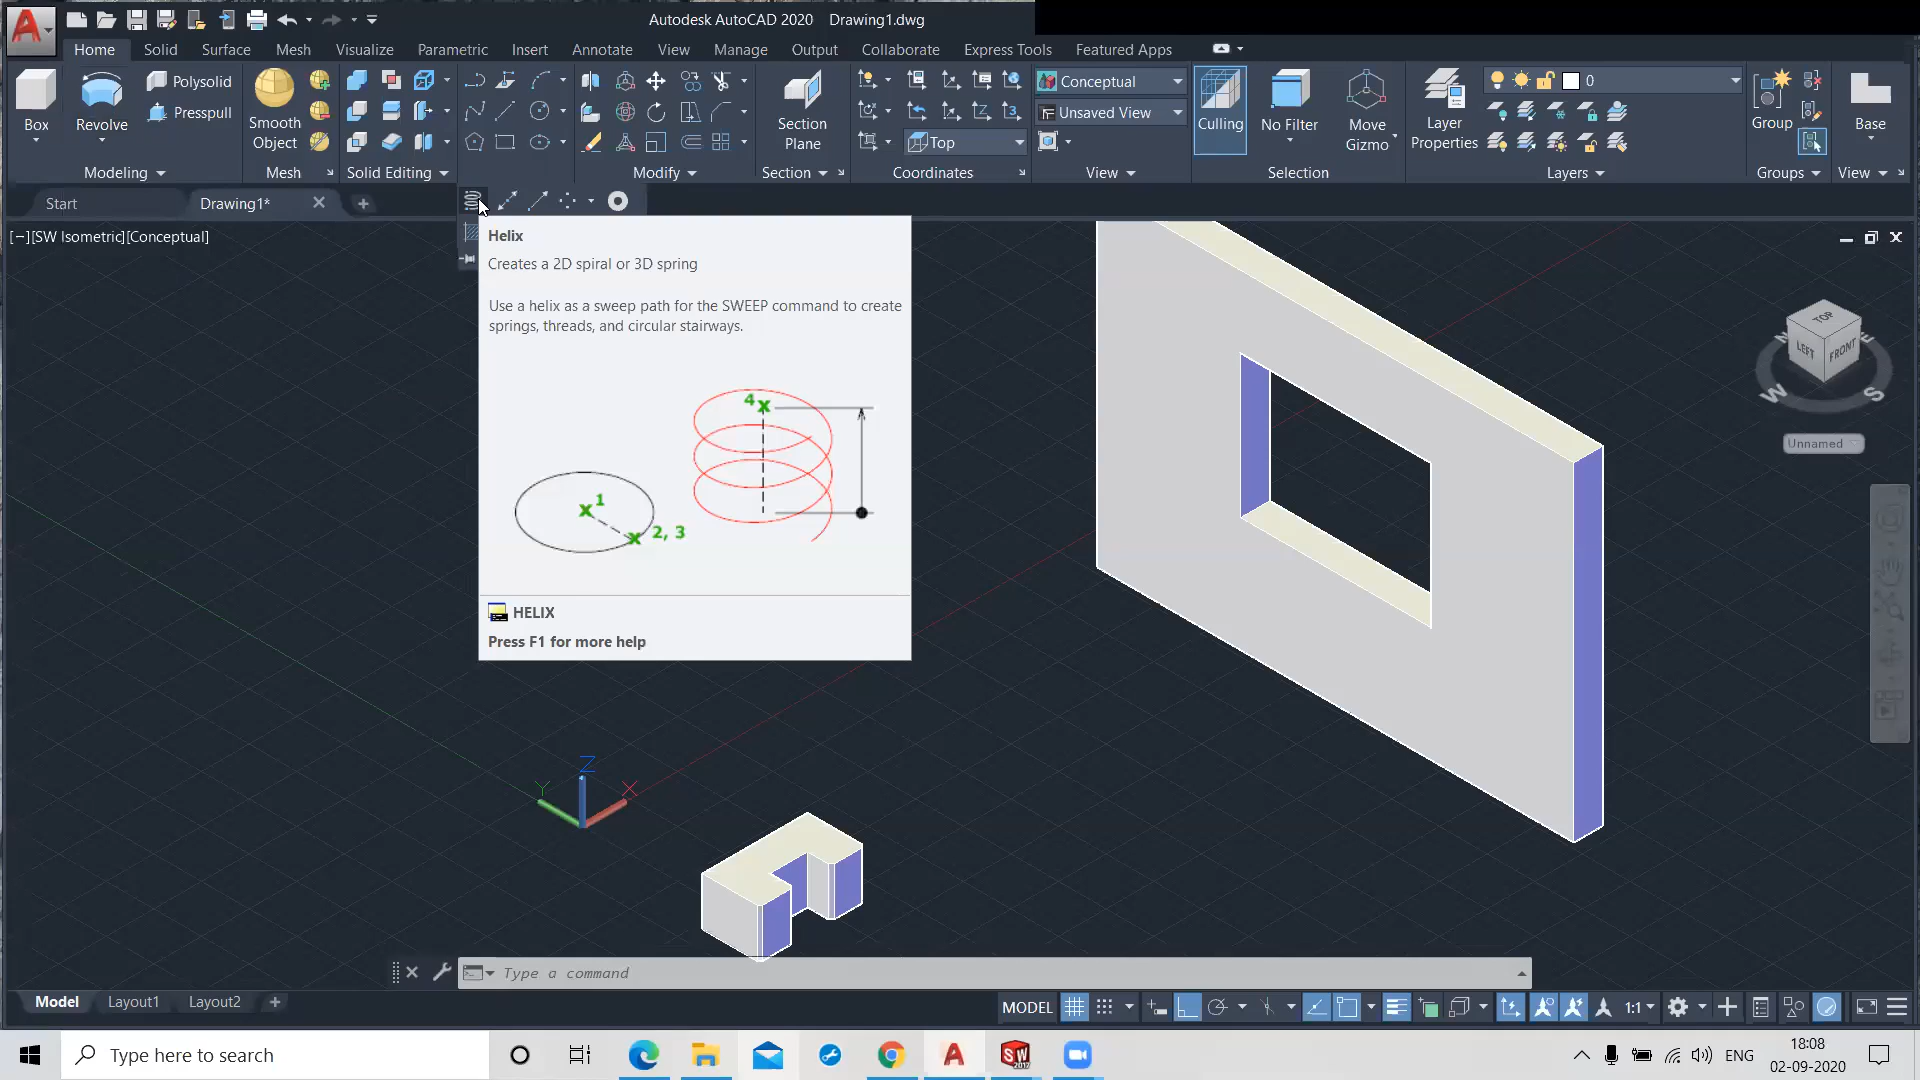 Autodesk AutoCAD 2020 Drawing1.dwg
Home Solid Surface Mesh Visualize Parametric Insert Annotate View Manage Output Collaborate Express Tools Featured Apps
Box
Revolve
Polysolid
Presspull
Smooth
Object
Section
Plane
Top
Conceptual
Unsaved View
Culling
No Filter
Move
Gizmo
Layer
Properties
0
Group
Base
Modeling Mesh Solid Editing Modify Section Coordinates View Selection Layers Groups View
Start Drawing1*
[−][SW Isometric][Conceptual]
Helix
Creates a 2D spiral or 3D spring
Use a helix as a sweep path for the SWEEP command to create
springs, threads, and circular stairways.
4
1
2, 3
HELIX
Press F1 for more help
TOP
LEFT
FRONT
N
E
W
S
Unnamed
Z
Y
X
Type a command
Model Layout1 Layout2
MODEL
1:1
Type here to search
SW
2017
ENG
18:08
02-09-2020